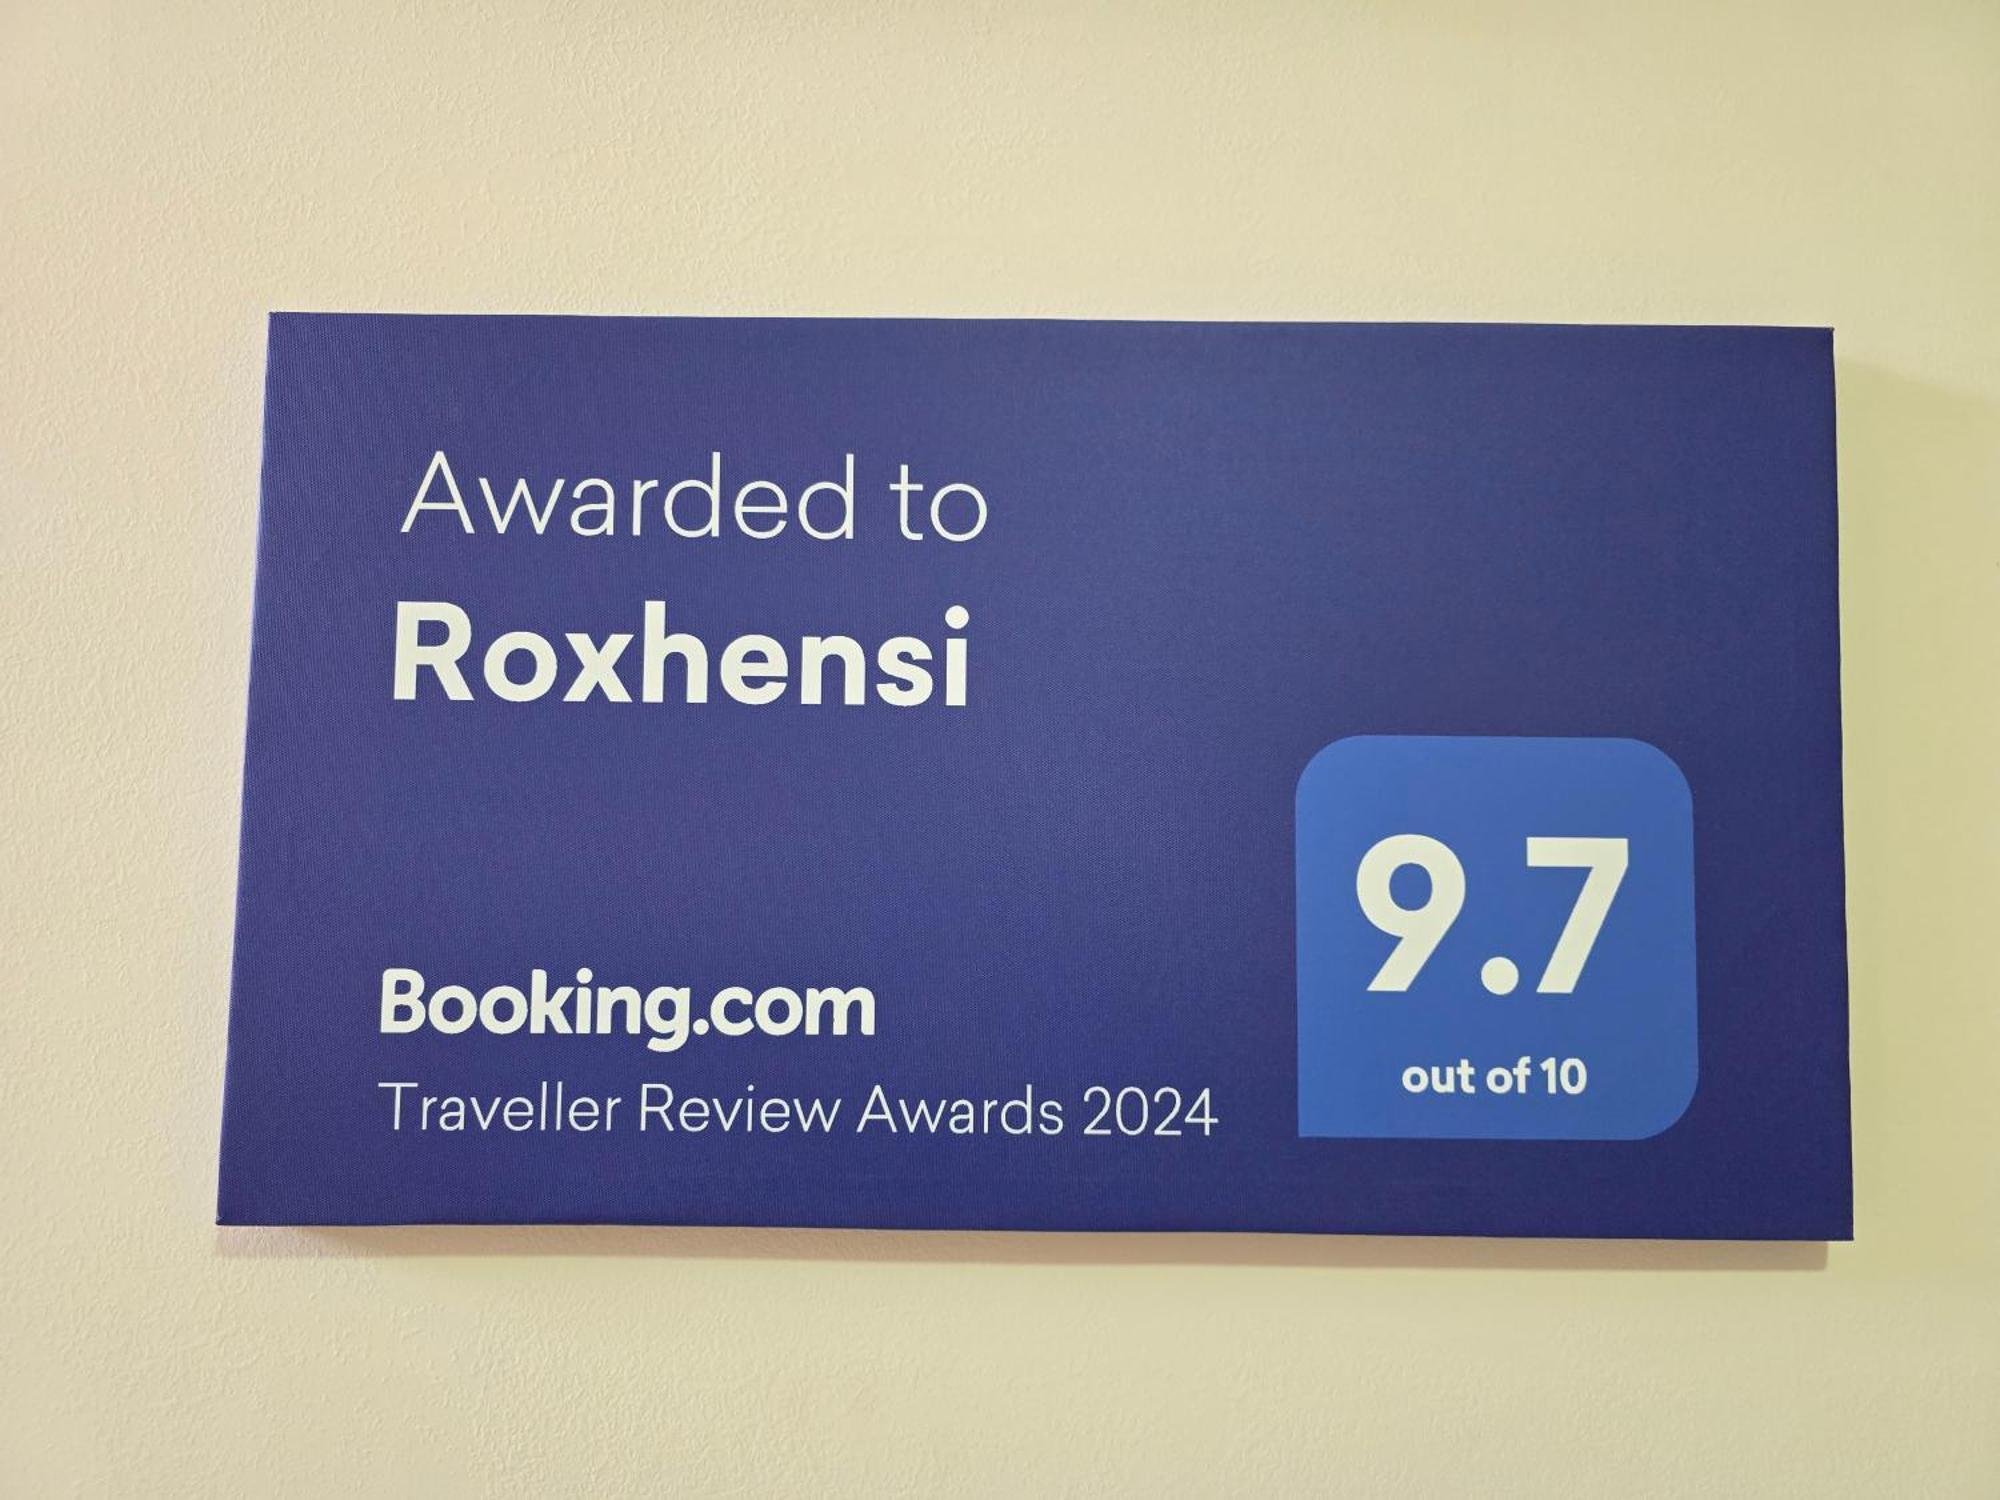 Awarded to
Roxhensi
Booking.com
Traveller Review Awards 2024
9.7
out of 10